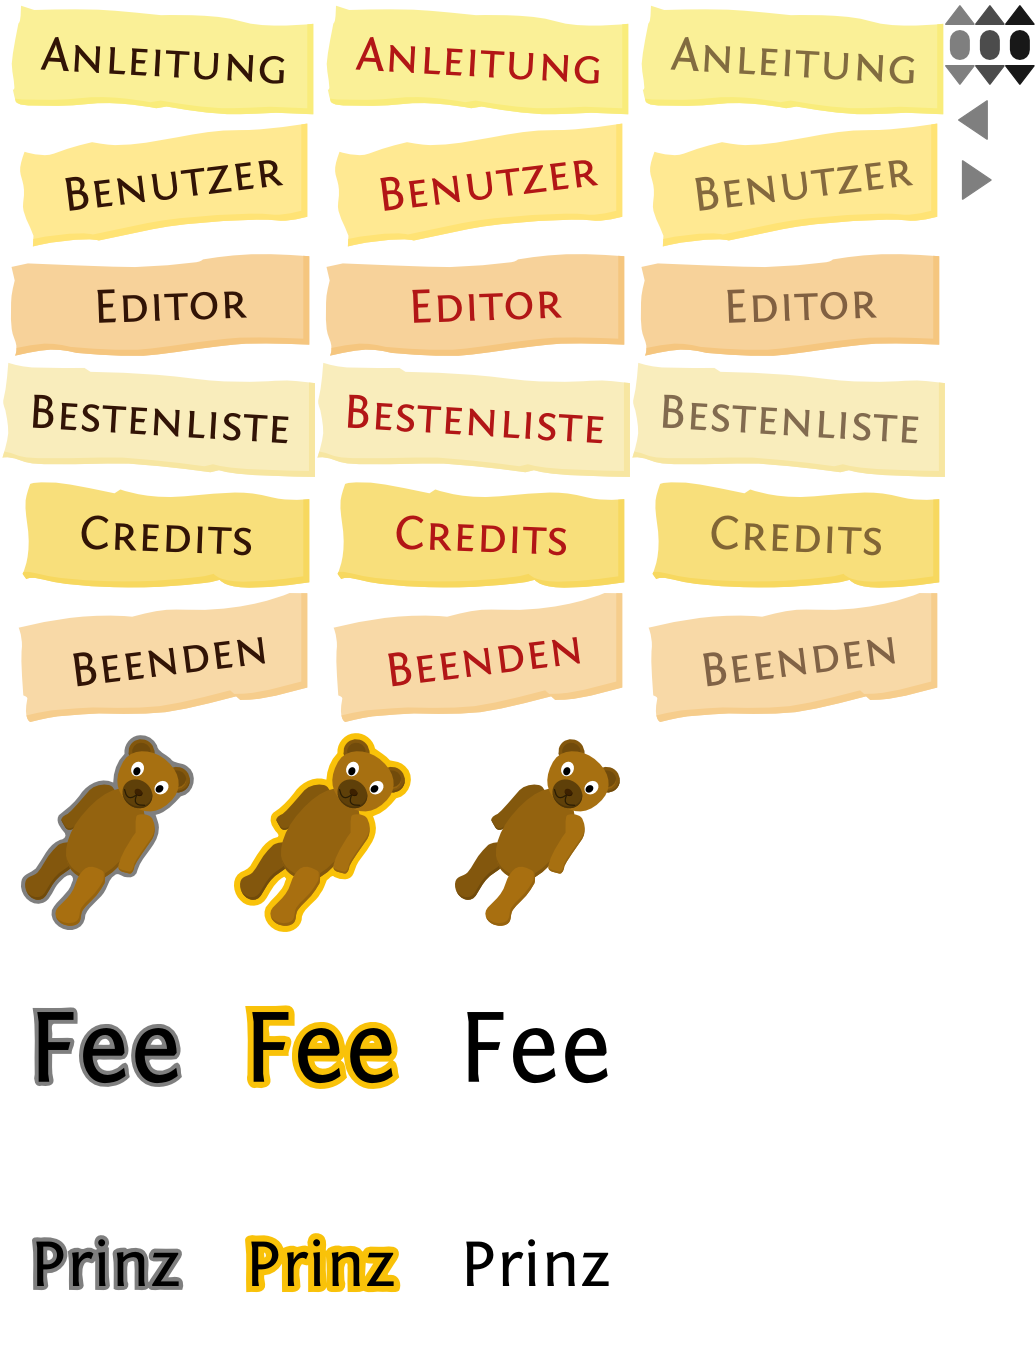 Anleitung Anleitung Anleitung
Benutzer Benutzer Benutzer
Editor Editor Editor
Bestenliste Bestenliste Bestenliste
Credits Credits Credits
Beenden Beenden Beenden
Fee Fee Fee
Prinz Prinz Prinz